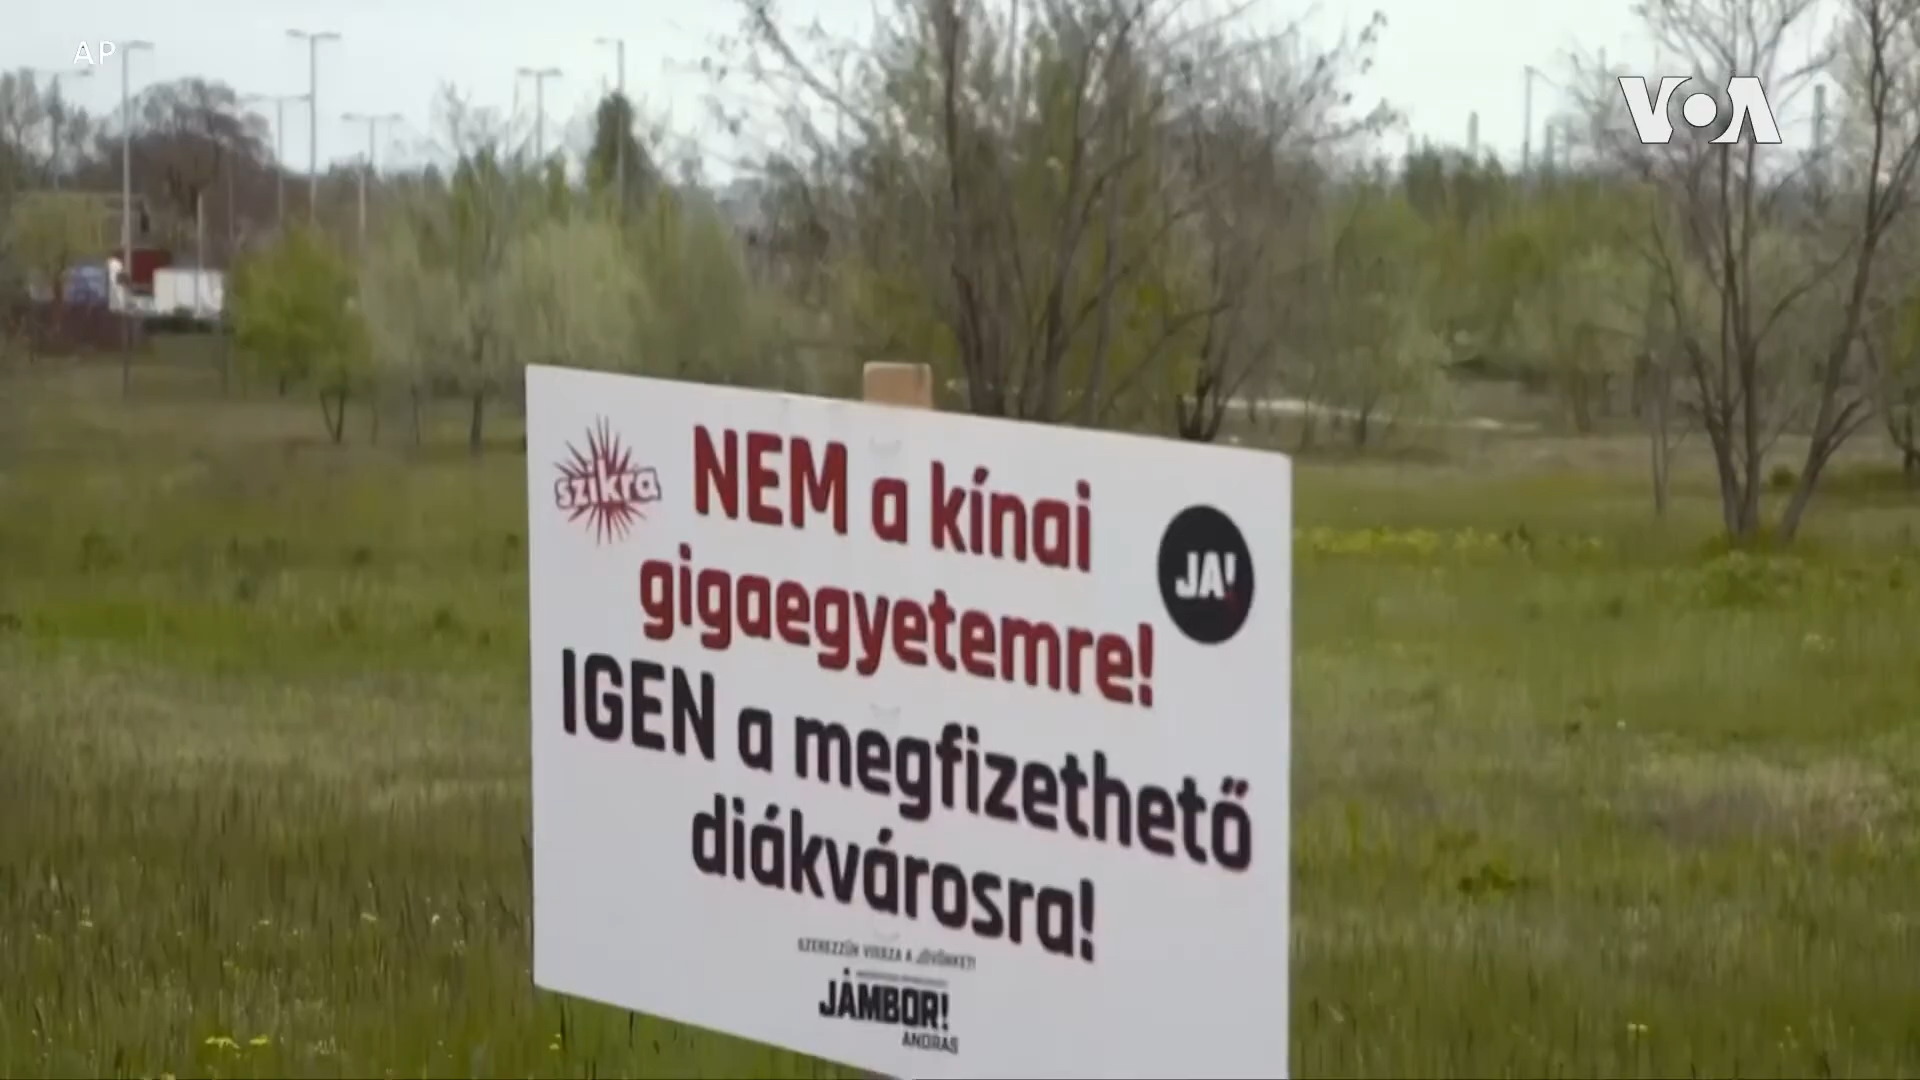 AP
VOA
szikra
NEM a kínai
gigaegyetemre!
JA!
IGEN a megfizethető
diákvárosra!
SZEREZZÜK VISSZA A JÖVŐNKET!
JÁMBOR!
ANDRÁS